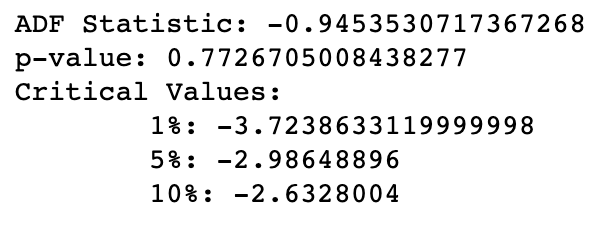 ADF Statistic: -0.9453530717367268
p-value: 0.7726705008438277
Critical Values:
1%: -3.7238633119999998
5%: -2.98648896
10%: -2.6328004